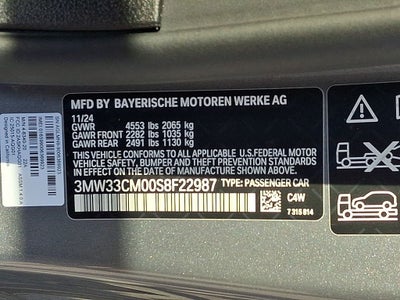 MFD BY BAYERISCHE MOTOREN WERKE AG
11/24
GVWR 4553 lbs 2065 kg
GAWR FRONT 2282 lbs 1035 kg
GAWR REAR 2491 lbs 1130 kg
THIS VEHICLE CONFORMS TO
ALL APPLICABLE U.S.FEDERAL MOTOR
VEHICLE SAFETY, BUMPER, AND THEFT
PREVENTION STANDARDS IN EFFECT ON THE
DATE OF MANUFACTURE SHOWN ABOVE.
3MW33CM00S8F22987 TYPE: PASSENGER CAR
C4W
7 315 814